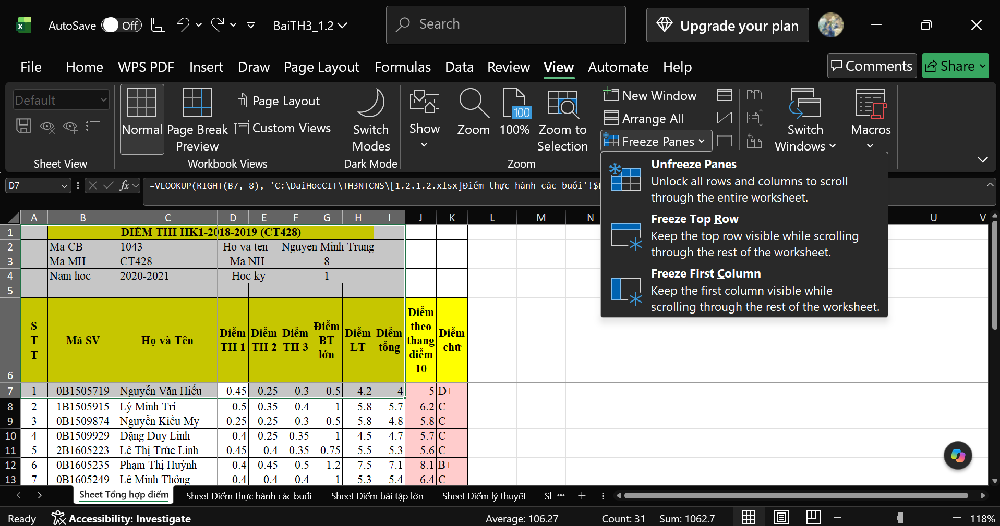 AutoSave Off BaiTH3_1.2 Search Upgrade your plan
File Home WPS PDF Insert Draw Page Layout Formulas Data Review View Automate Help Comments Share
Default
Normal
Page Break
Preview
Page Layout
Custom Views
Switch
Modes
Show
Zoom
100
100%
Zoom to
Selection
New Window
Arrange All
Freeze Panes
Switch
Windows
Macros
Sheet View Workbook Views Dark Mode Zoom
Unfreeze Panes
Unlock all rows and columns to scroll
through the entire worksheet.
Freeze Top Row
Keep the top row visible while scrolling
through the rest of the worksheet.
Freeze First Column
Keep the first column visible while
scrolling through the rest of the worksheet.
D7 fx =VLOOKUP(RIGHT(B7, 8), 'C:\DaiHocCIT\TH3NTCNS\[1.2.1.2.xlsx]Điểm thực hành các buổi'!$
A B C D E F G H I J K L M N U V
1 ĐIỂM THI HK1-2018-2019 (CT428)
2 Ma CB 1043 Ho va ten Nguyen Minh Trung
3 Ma MH CT428 Ma NH 8
4 Nam hoc 2020-2021 Hoc ky 1
5
6
S
T
T
Mã SV
Họ và Tên
Điểm
TH 1
Điểm
TH 2
Điểm
TH 3
Điểm
BT
lớn
Điểm
LT
Điểm
tổng
Điểm
theo
thang
điểm
10
Điểm
chữ
7 1 0B1505719 Nguyễn Văn Hiếu 0.45 0.25 0.3 0.5 4.2 4 5 D+
8 2 1B1505915 Lý Minh Trí 0.5 0.35 0.4 1 5.8 5.7 6.2 C
9 3 0B1509874 Nguyễn Kiều My 0.25 0.25 0.3 0.5 5.8 4.8 5.8 C
10 4 0B1509929 Đặng Duy Linh 0.4 0.25 0.35 1 4.5 4.7 5.7 C
11 5 2B1605223 Lê Thị Trúc Linh 0.45 0.4 0.35 0.75 5.5 5.3 5.6 C
12 6 0B1605235 Phạm Thị Huỳnh 0.4 0.45 0.5 1.2 7.5 7.1 8.1 B+
13 7 0B1605249 Lê Minh Thông 0.4 0.4 0.4 1 5.3 5.4 6.4 C
Sheet Tổng hợp điểm Sheet Điểm thực hành các buổi Sheet Điểm bài tập lớn Sheet Điểm lý thuyết Sl
Ready Accessibility: Investigate Average: 106.27 Count: 31 Sum: 1062.7 118%